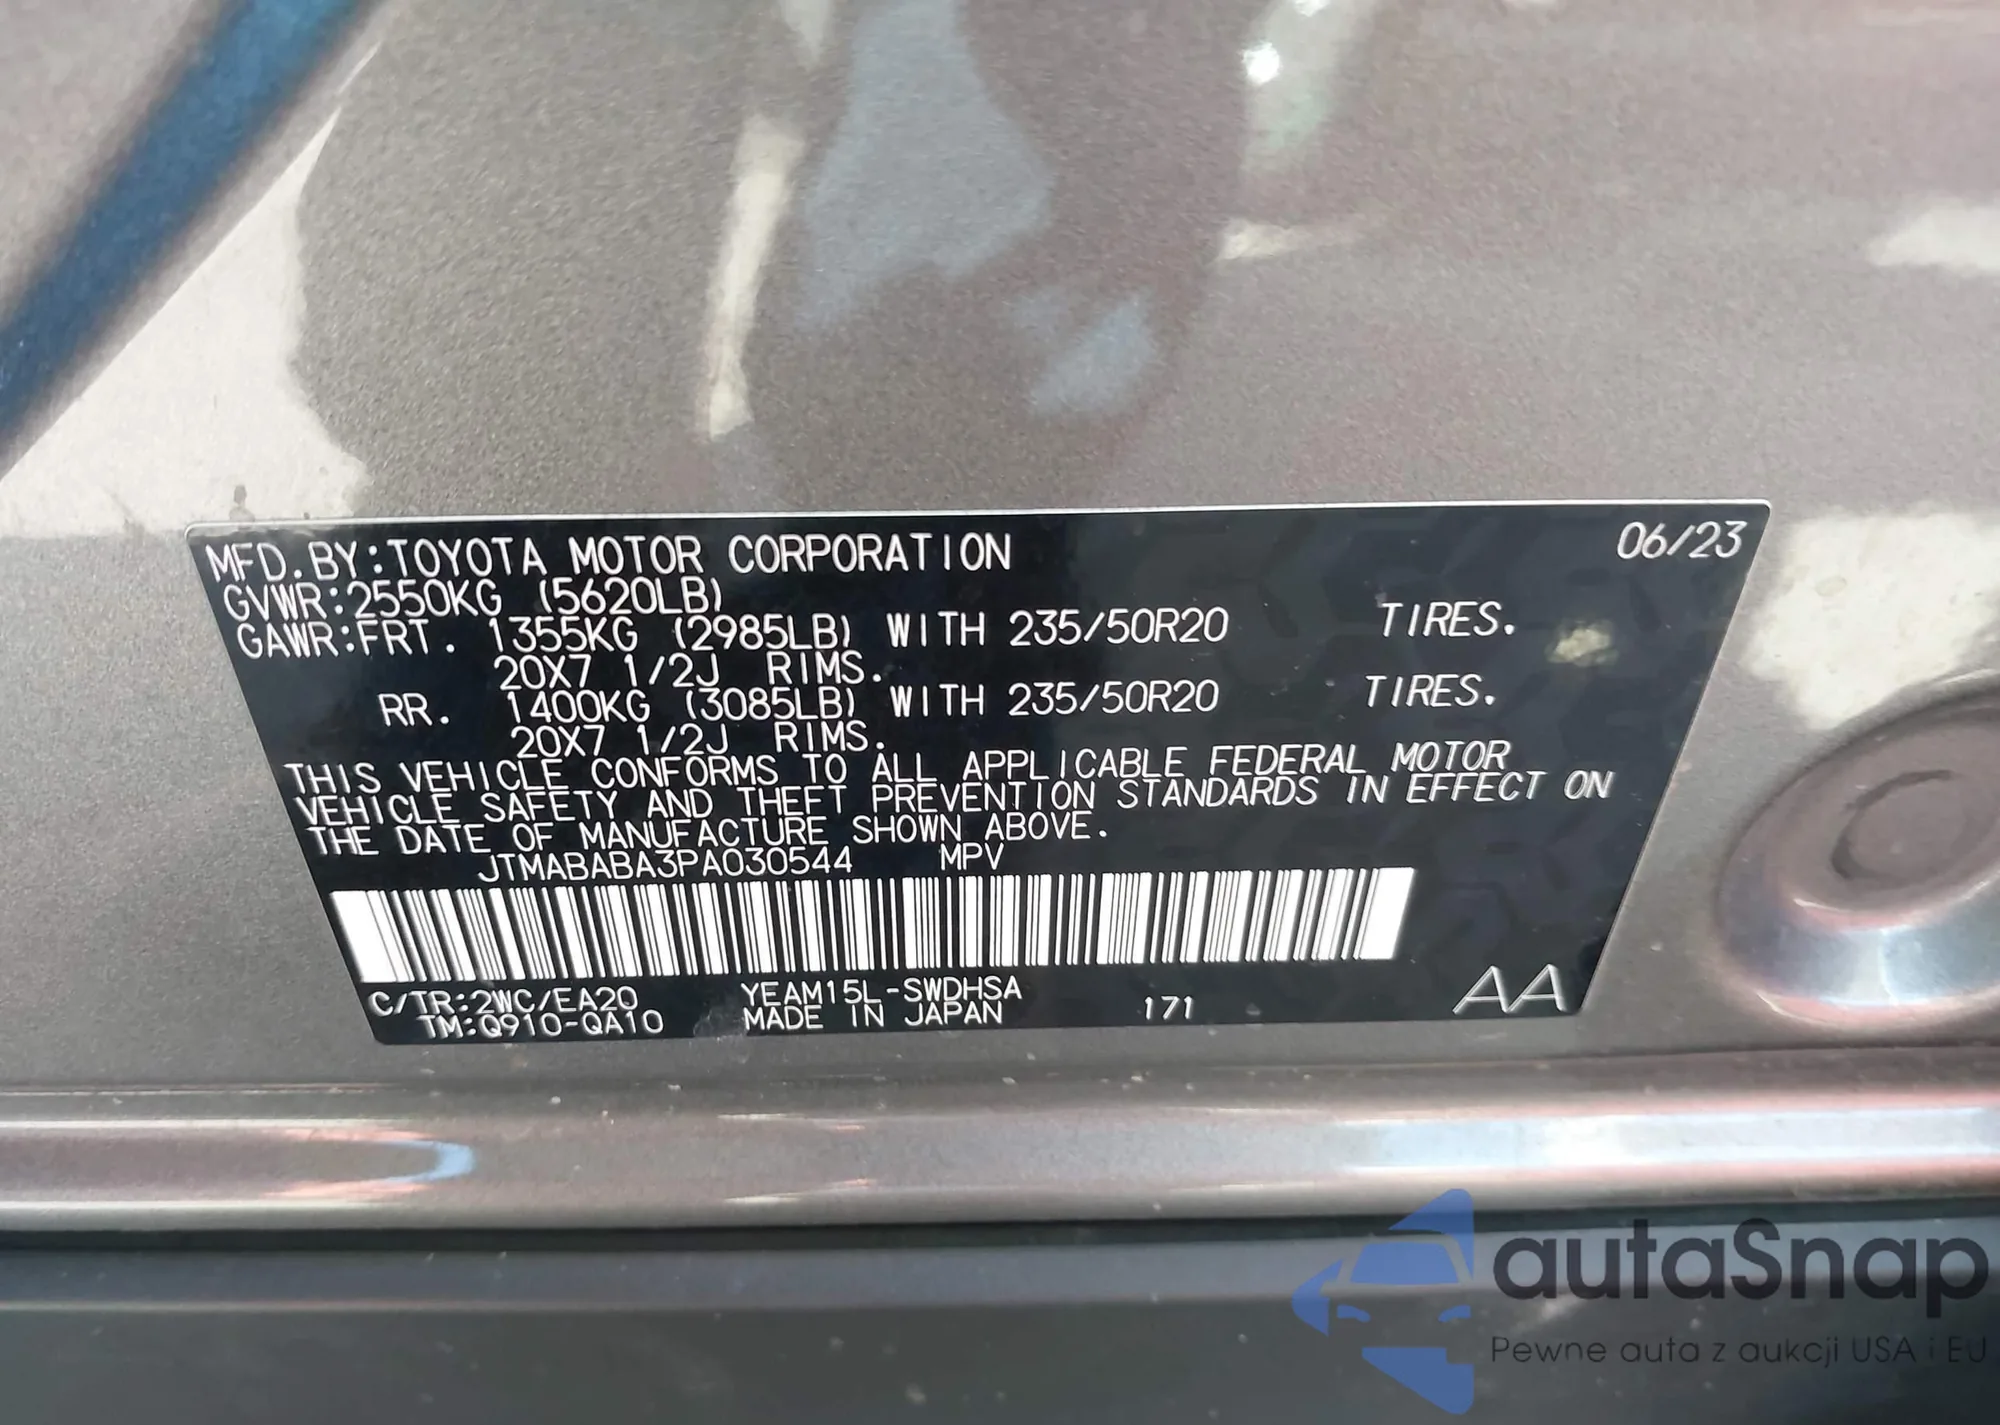 MFD.BY:TOYOTA MOTOR CORPORATION 06/23
GVWR:2550KG (5620LB)
GAWR:FRT. 1355KG (2985LB) WITH 235/50R20 TIRES.
20X7 1/2J RIMS.
RR. 1400KG (3085LB) WITH 235/50R20 TIRES.
20X7 1/2J RIMS.
THIS VEHICLE CONFORMS TO ALL APPLICABLE FEDERAL MOTOR
VEHICLE SAFETY AND THEFT PREVENTION STANDARDS IN EFFECT ON
THE DATE OF MANUFACTURE SHOWN ABOVE.
JTMABABA3PA030544 MPV
C/TR:2WC/EA20 YEAM15L-SWDHSA 171 AA
TM:Q910-QA10 MADE IN JAPAN
autaSnap
Pewne auta z aukcji USA i EU